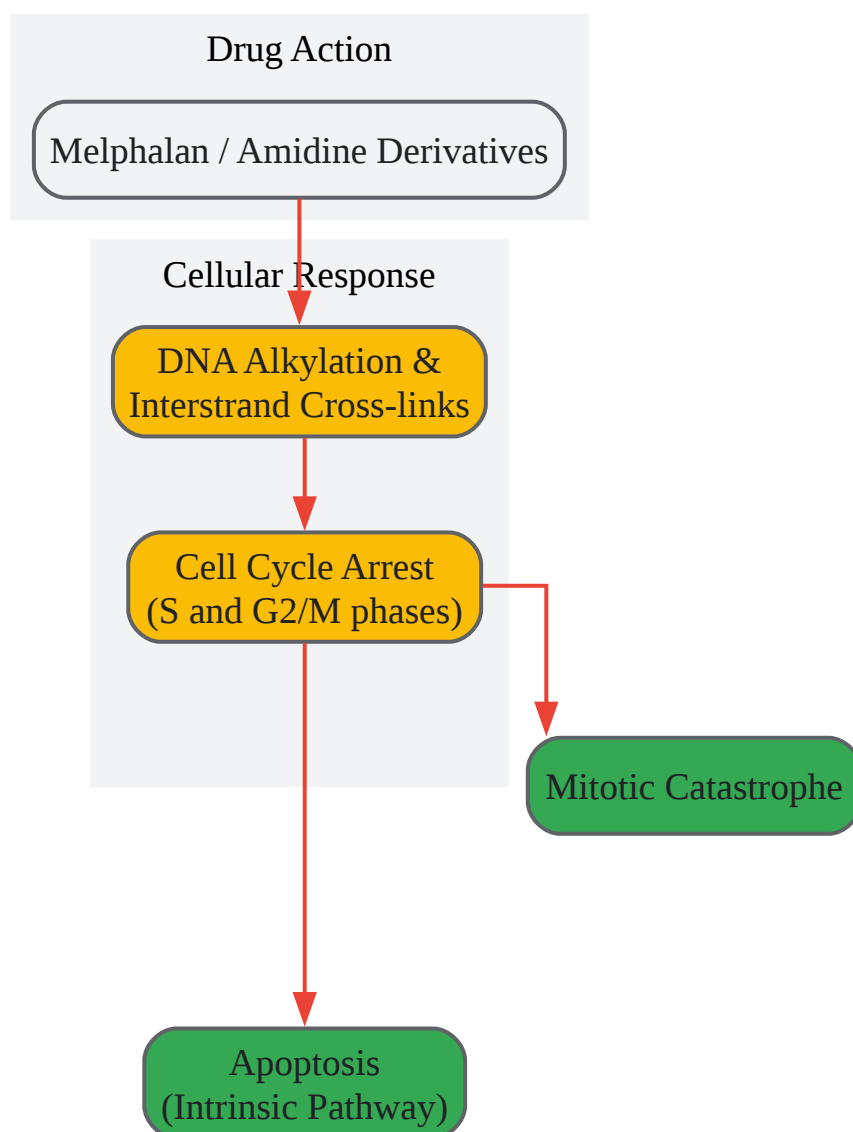 Drug Action
Melphalan / Amidine Derivatives
Cellular Response
DNA Alkylation &
Interstrand Cross-links
Cell Cycle Arrest
(S and G2/M phases)
Mitotic Catastrophe
Apoptosis
(Intrinsic Pathway)